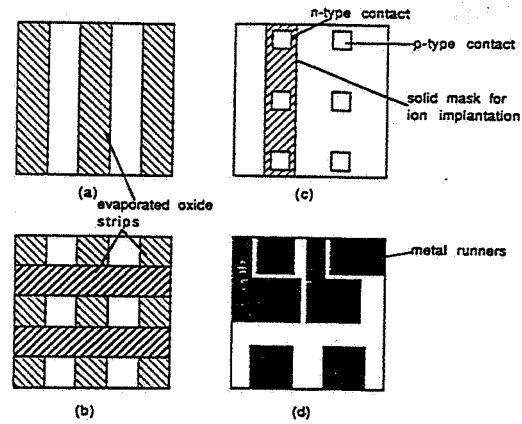 n-type contact
p-type contact
solid mask for
ion implantation
(a)
(c)
evaporated oxide
strips
metal runners
(b)
(d)